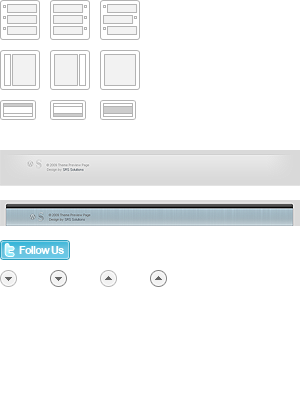 © 2009 Theme Preview Page
Design by: SRS Solutions
© 2009 Theme Preview Page
Design by: SRS Solutions
Follow Us